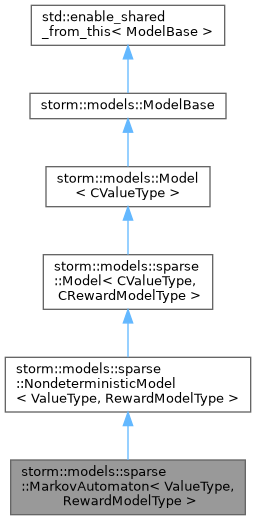 std::enable_shared
_from_this< ModelBase >
storm::models::ModelBase
storm::models::Model
< CValueType >
storm::models::sparse
::Model< CValueType,
CRewardModelType >
storm::models::sparse
::NondeterministicModel
< ValueType, RewardModelType >
storm::models::sparse
::MarkovAutomaton< ValueType,
RewardModelType >